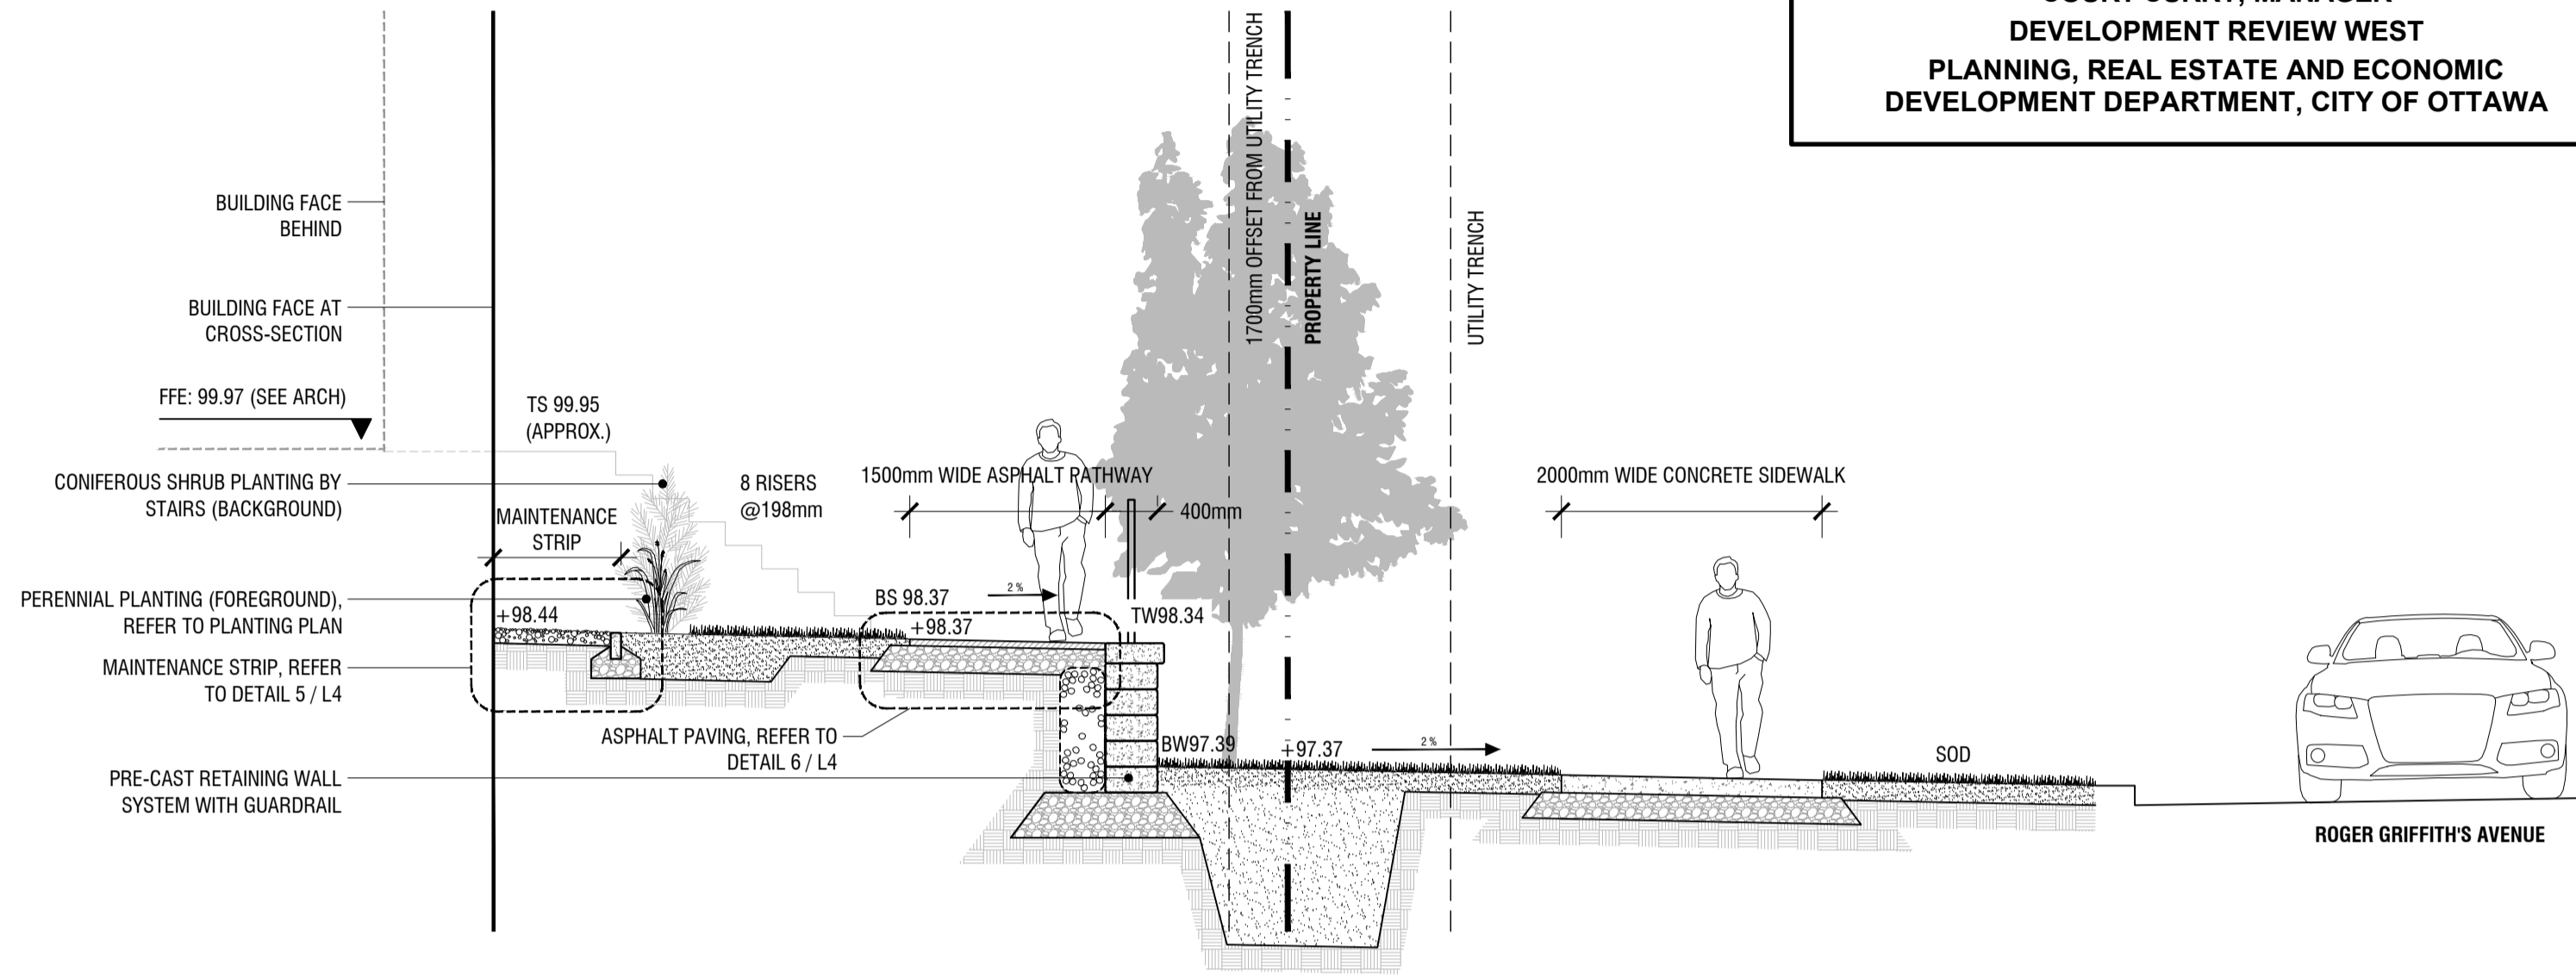 DEVELOPMENT REVIEW WEST
PLANNING, REAL ESTATE AND ECONOMIC
DEVELOPMENT DEPARTMENT, CITY OF OTTAWA
1700mm OFFSET FROM UTILITY TRENCH
PROPERTY LINE
UTILITY TRENCH
BUILDING FACE
BEHIND
BUILDING FACE AT
CROSS-SECTION
FFE: 99.97 (SEE ARCH)
TS 99.95
(APPROX.)
CONIFEROUS SHRUB PLANTING BY
STAIRS (BACKGROUND)
8 RISERS
@198mm
1500mm WIDE ASPHALT PATHWAY
400mm
2000mm WIDE CONCRETE SIDEWALK
MAINTENANCE
STRIP
PERENNIAL PLANTING (FOREGROUND),
REFER TO PLANTING PLAN
+98.44
BS 98.37
2 %
+98.37
TW98.34
MAINTENANCE STRIP, REFER
TO DETAIL 5 / L4
ASPHALT PAVING, REFER TO
DETAIL 6 / L4
BW97.39
+97.37
2 %
SOD
PRE-CAST RETAINING WALL
SYSTEM WITH GUARDRAIL
ROGER GRIFFITH'S AVENUE